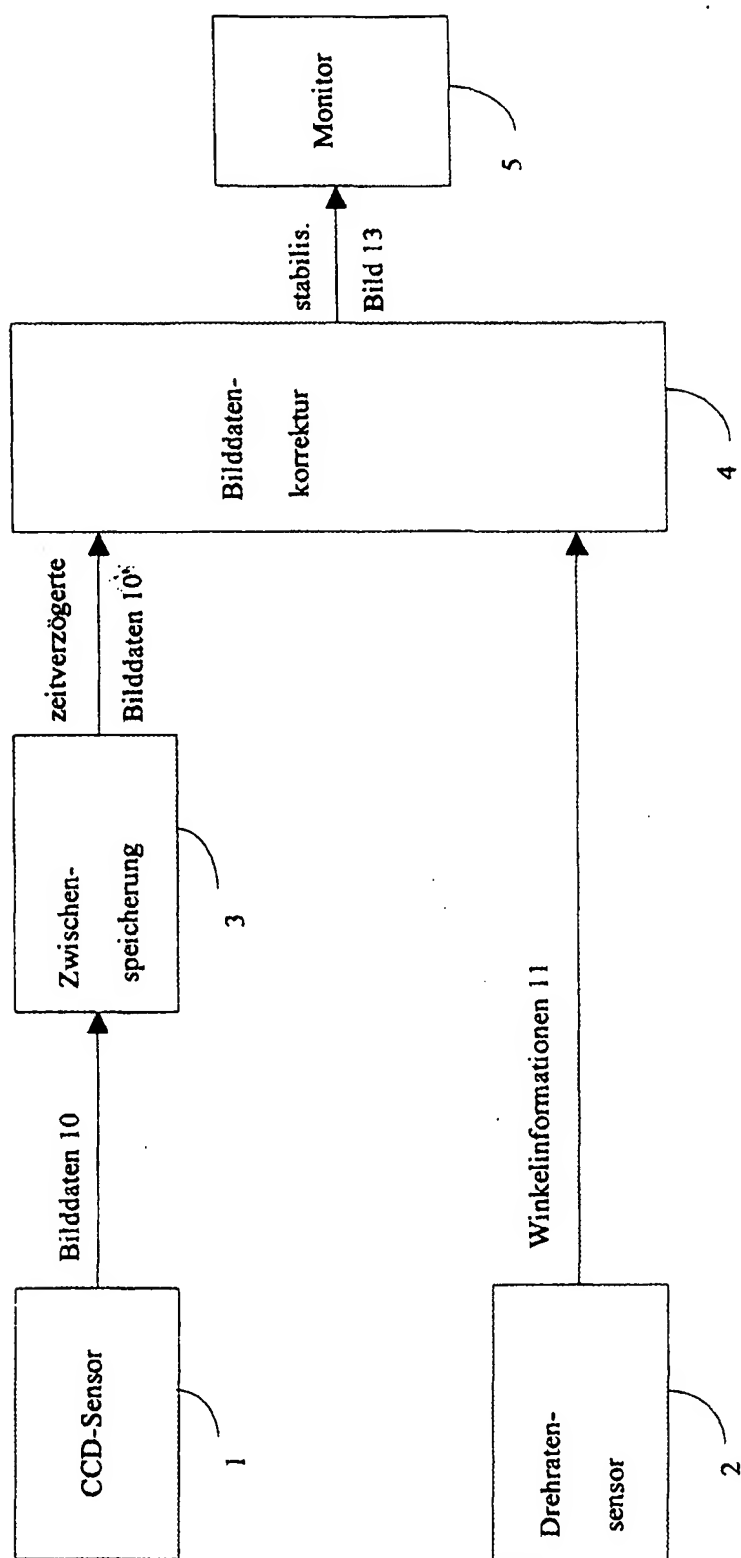 CCD-Sensor
1
Bilddaten 10
Zwischen-
speicherung
3
zeitverzögerte
Bilddaten 10'
Bilddaten-
korrektur
4
stabilis.
Bild 13
Monitor
5
Drehraten-
sensor
2
Winkelinformationen 11